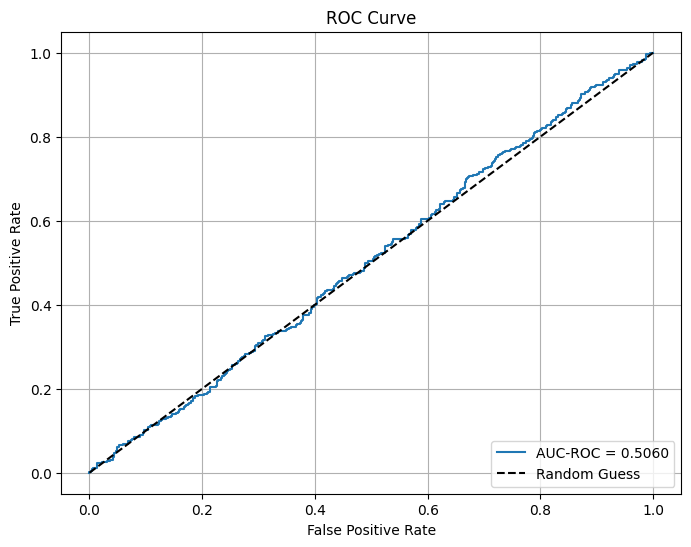 ROC Curve
True Positive Rate
1.0
0.8
0.6
0.4
0.2
0.0
0.0 0.2 0.4 0.6 0.8 1.0
False Positive Rate
AUC-ROC = 0.5060
Random Guess